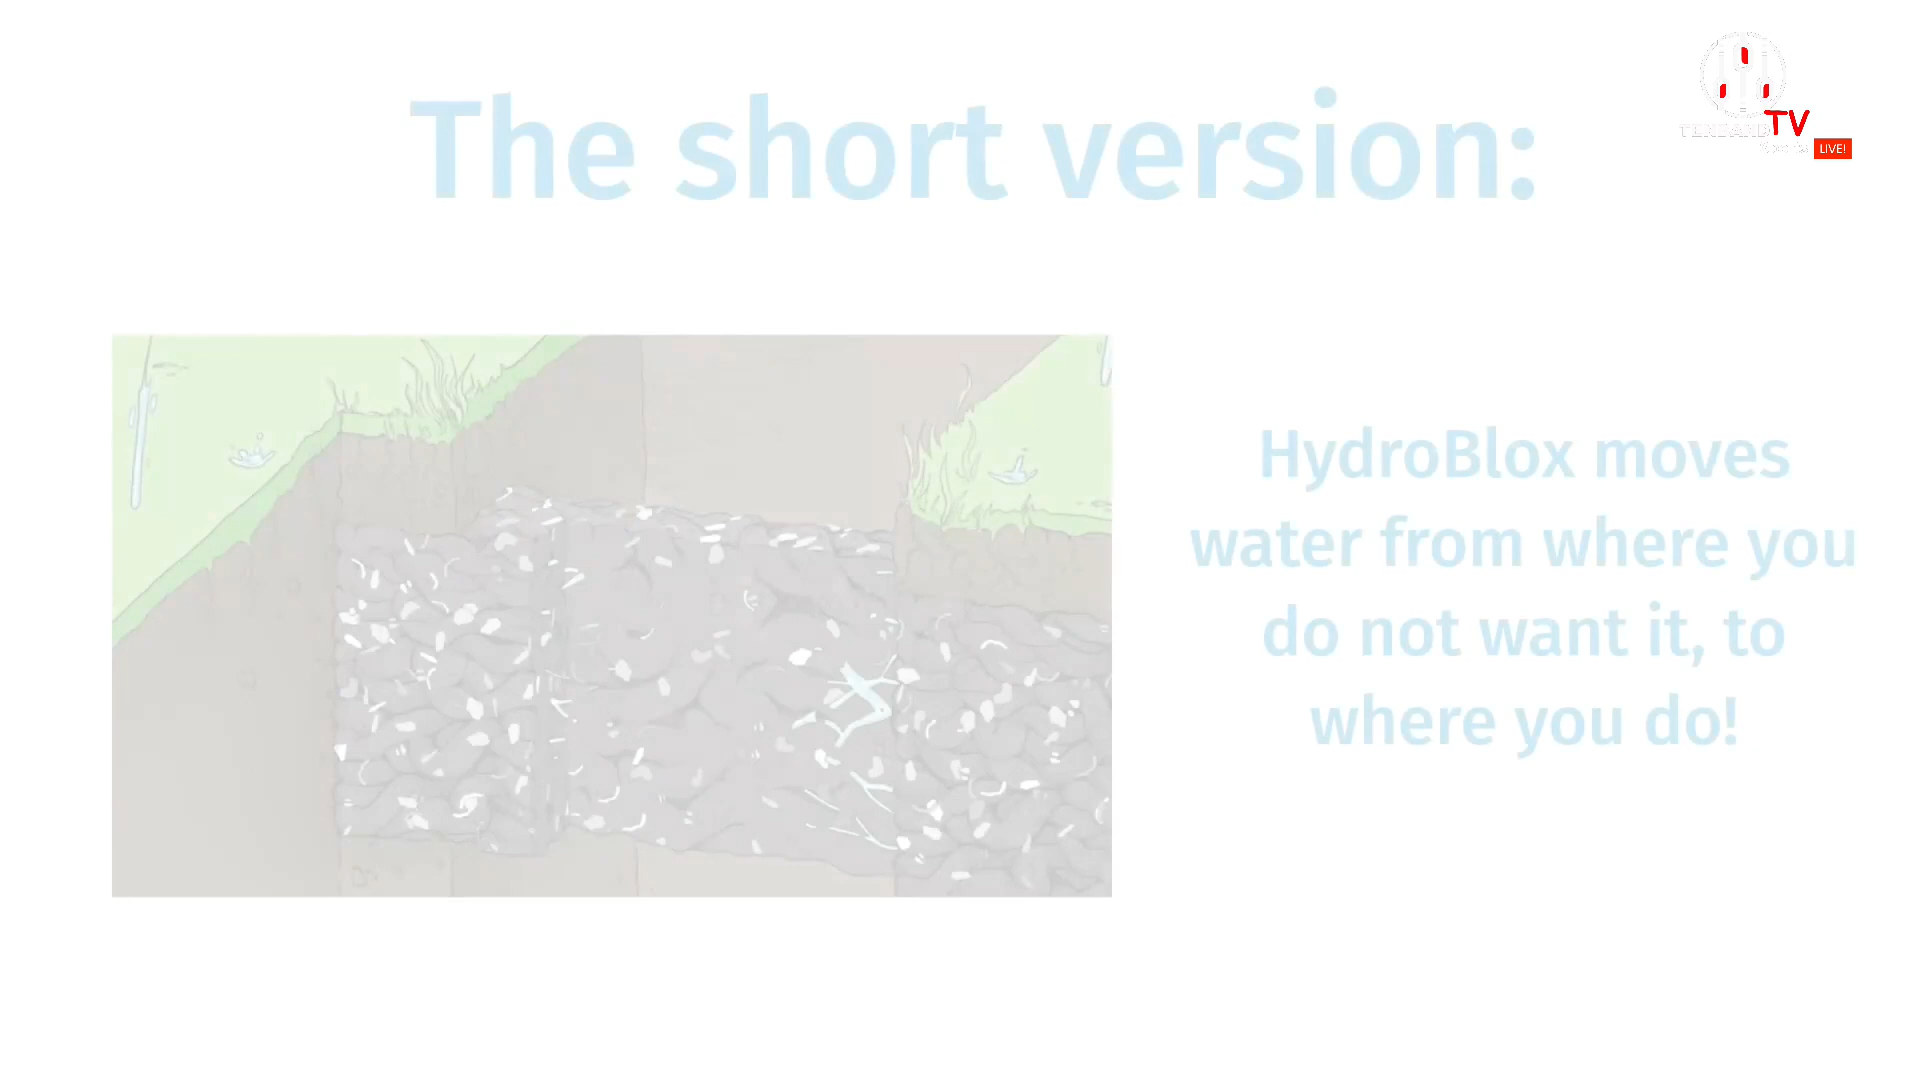 The short version:
TV
LIVE!
HydroBlox moves
water from where you
do not want it, to
where you do!